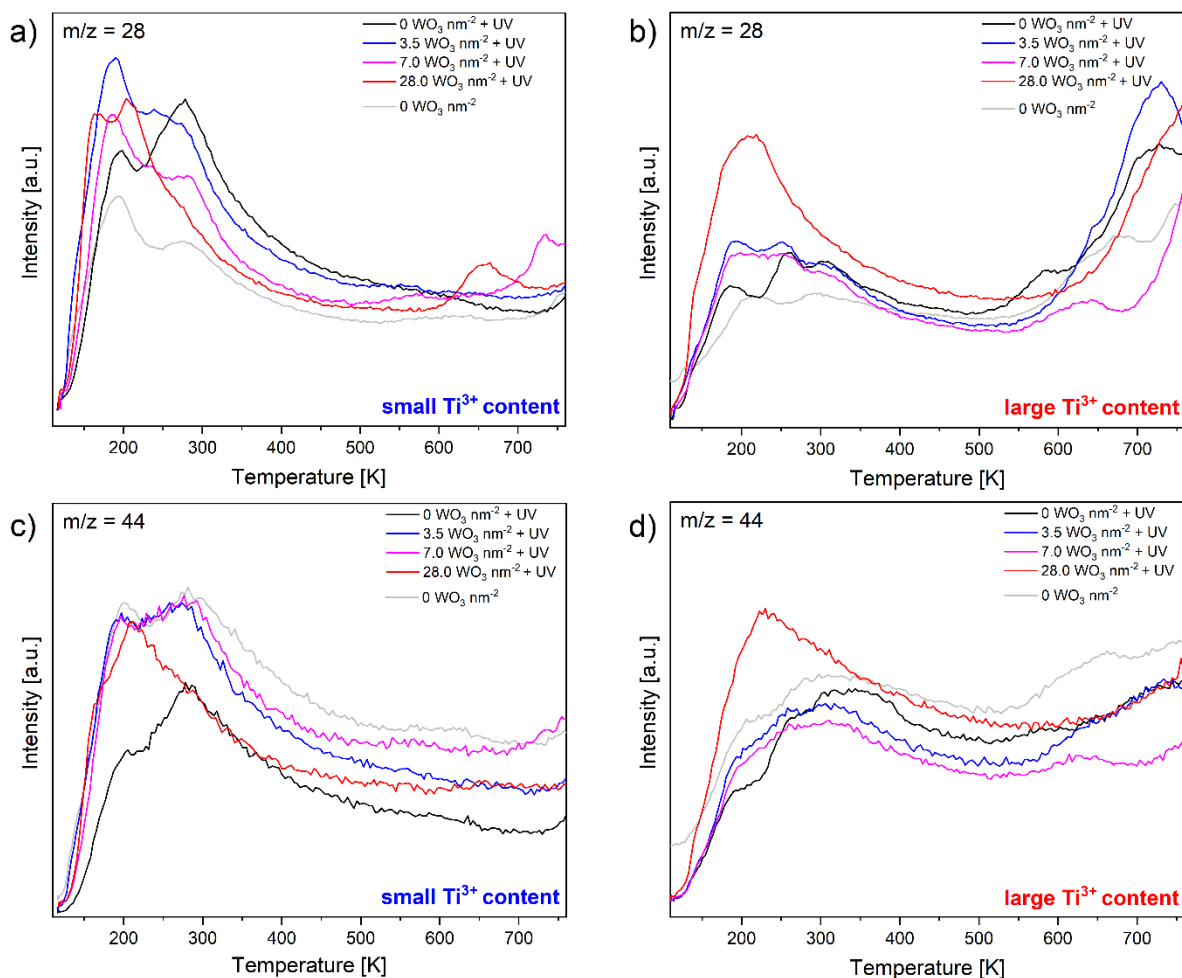 a)
m/z = 28
0 WO₃ nm⁻² + UV
3.5 WO₃ nm⁻² + UV
7.0 WO₃ nm⁻² + UV
28.0 WO₃ nm⁻² + UV
0 WO₃ nm⁻²
Intensity [a.u.]
small Ti³⁺ content
200 300 400 500 600 700
Temperature [K]
b)
m/z = 28
0 WO₃ nm⁻² + UV
3.5 WO₃ nm⁻² + UV
7.0 WO₃ nm⁻² + UV
28.0 WO₃ nm⁻² + UV
0 WO₃ nm⁻²
Intensity [a.u.]
large Ti³⁺ content
200 300 400 500 600 700
Temperature [K]
c)
m/z = 44
0 WO₃ nm⁻² + UV
3.5 WO₃ nm⁻² + UV
7.0 WO₃ nm⁻² + UV
28.0 WO₃ nm⁻² + UV
0 WO₃ nm⁻²
Intensity [a.u.]
small Ti³⁺ content
200 300 400 500 600 700
Temperature [K]
d)
m/z = 44
0 WO₃ nm⁻² + UV
3.5 WO₃ nm⁻² + UV
7.0 WO₃ nm⁻² + UV
28.0 WO₃ nm⁻² + UV
0 WO₃ nm⁻²
Intensity [a.u.]
large Ti³⁺ content
200 300 400 500 600 700
Temperature [K]